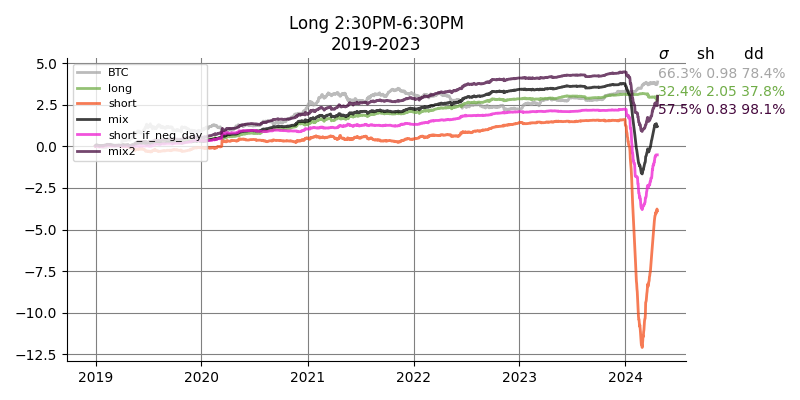 Long 2:30PM-6:30PM
2019-2023
σ sh dd
66.3% 0.98 78.4%
32.4% 2.05 37.8%
57.5% 0.83 98.1%
BTC
long
short
mix
short_if_neg_day
mix2
5.0
2.5
0.0
−2.5
−5.0
−7.5
−10.0
−12.5
2019 2020 2021 2022 2023 2024